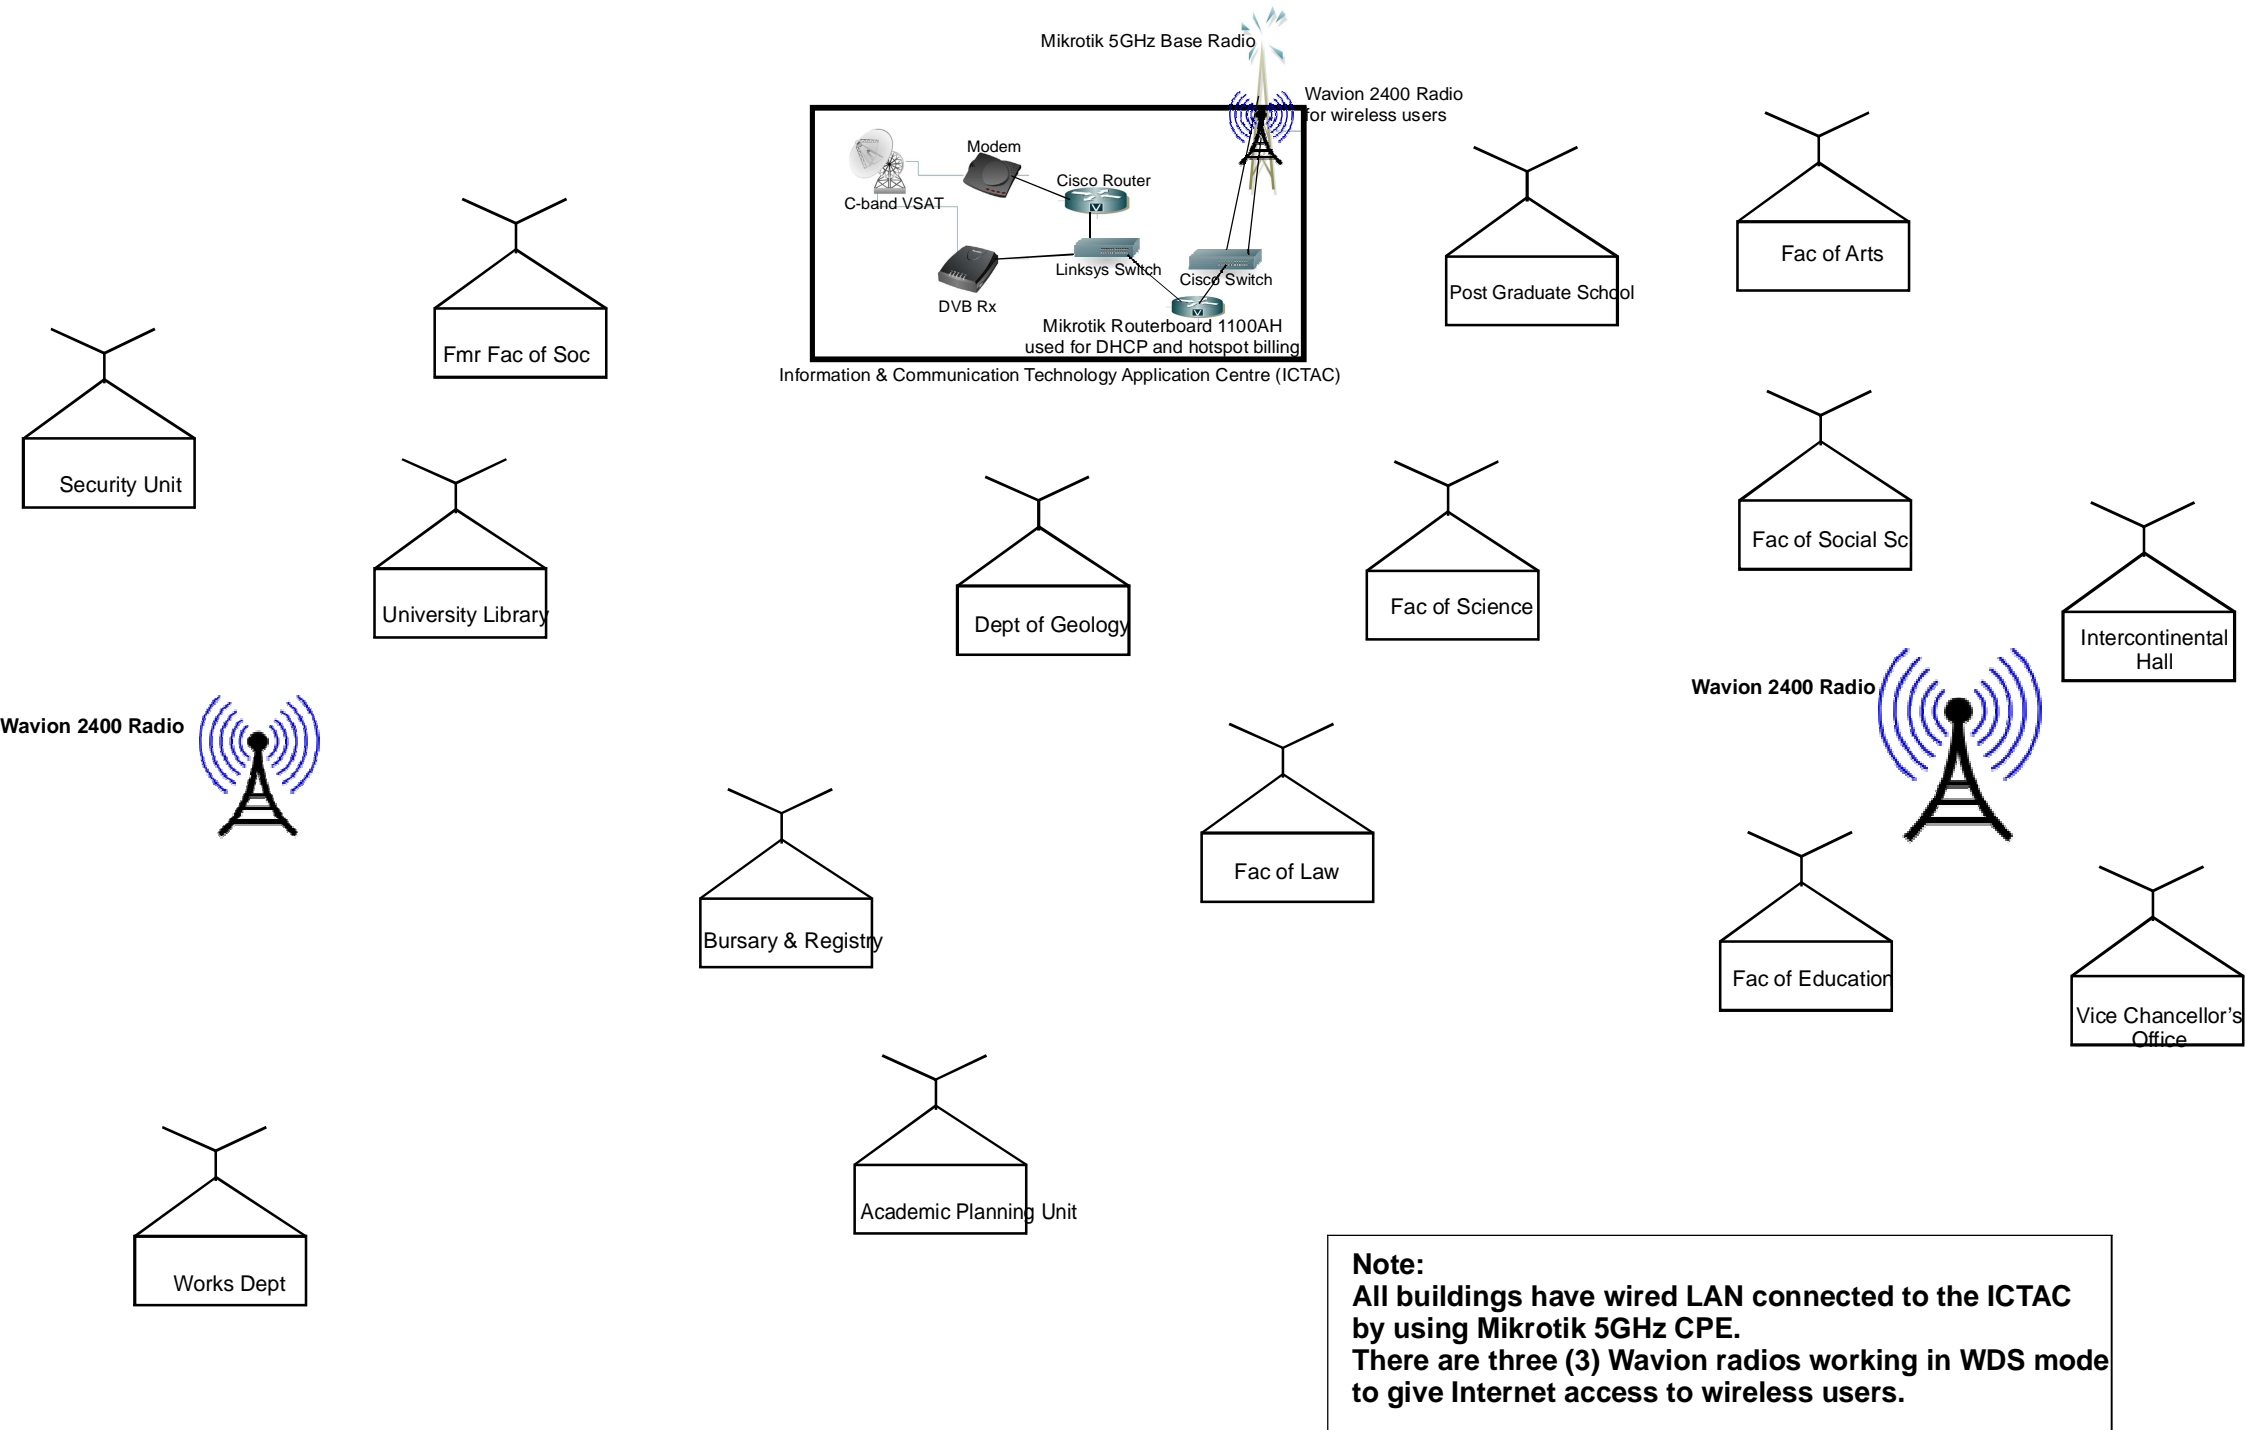 Mikrotik 5GHz Base Radio
Wavion 2400 Radio
for wireless users
Modem
Cisco Router
C-band VSAT
Linksys Switch
Cisco Switch
DVB Rx
Mikrotik Routerboard 1100AH
used for DHCP and hotspot billing
Information & Communication Technology Application Centre (ICTAC)
Fac of Arts
Post Graduate School
Fmr Fac of Soc
Security Unit
University Library
Dept of Geology
Fac of Science
Fac of Social Sc
Intercontinental
Hall
Wavion 2400 Radio
Wavion 2400 Radio
Fac of Law
Bursary & Registry
Fac of Education
Vice Chancellor’s
Office
Academic Planning Unit
Works Dept
Note:
All buildings have wired LAN connected to the ICTAC
by using Mikrotik 5GHz CPE.
There are three (3) Wavion radios working in WDS mode
to give Internet access to wireless users.